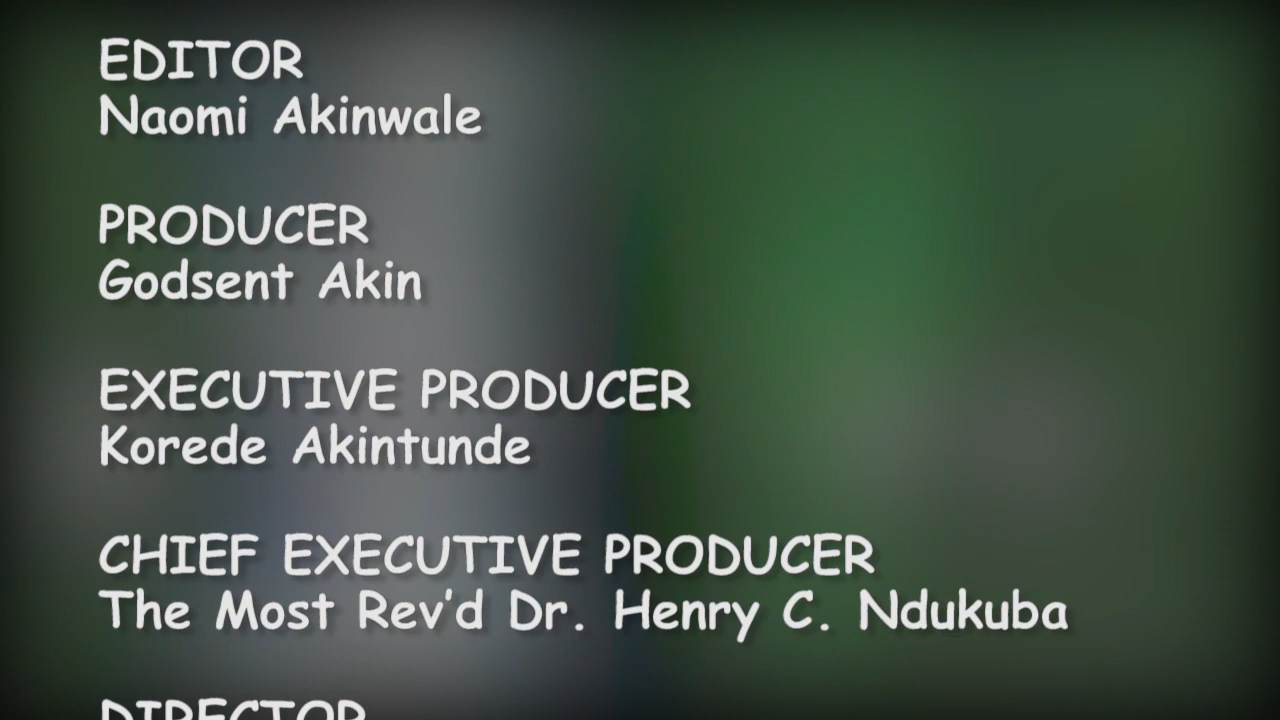 EDITOR
Naomi Akinwale
PRODUCER
Godsent Akin
EXECUTIVE PRODUCER
Korede Akintunde
CHIEF EXECUTIVE PRODUCER
The Most Rev'd Dr. Henry C. Ndukuba
DIRECTOR